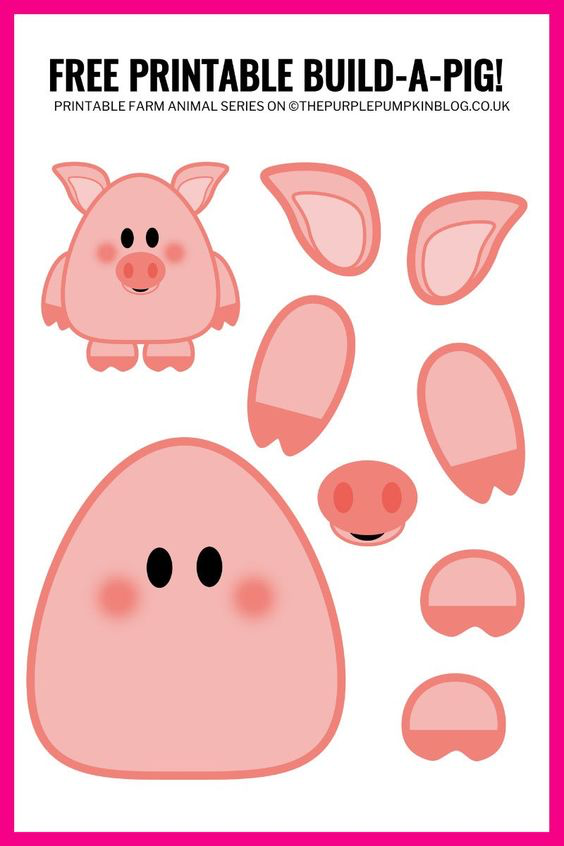 FREE PRINTABLE BUILD-A-PIG!
PRINTABLE FARM ANIMAL SERIES ON ©THEPURPLEPUMPKINBLOG.CO.UK